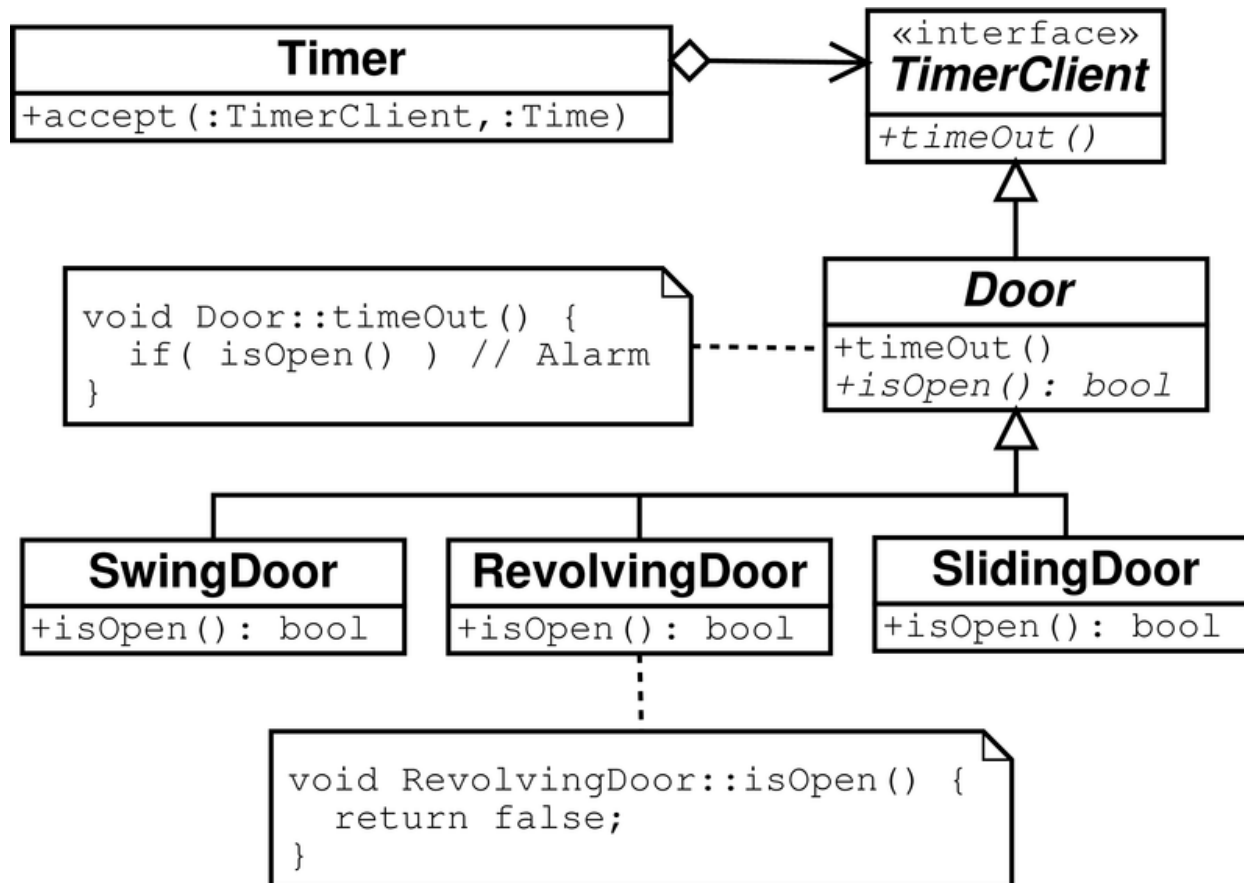 Timer
+accept(:TimerClient,:Time)
«interface»
TimerClient
+timeOut()
void Door::timeOut() {
if( isOpen() ) // Alarm
}
Door
+timeOut()
+isOpen(): bool
SwingDoor
+isOpen(): bool
RevolvingDoor
+isOpen(): bool
SlidingDoor
+isOpen(): bool
void RevolvingDoor::isOpen() {
return false;
}